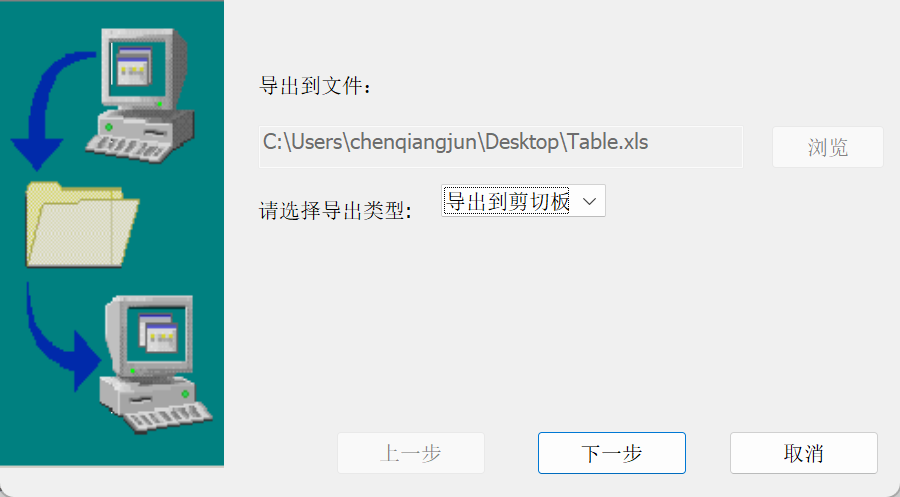 导出到文件：
C:\Users\chenqiangjun\Desktop\Table.xls
浏览
请选择导出类型:
导出到剪切板
上一步
下一步
取消